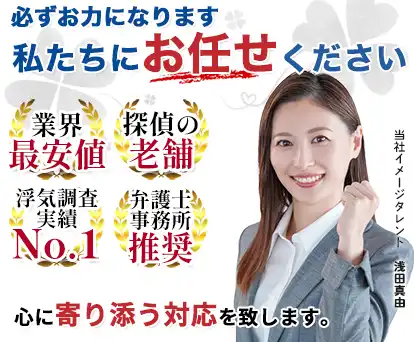 必ずお力になります
私たちにお任せください
業界
最安値
探偵の
老舗
浮気調査
実績
No.1
弁護士
事務所
推奨
当社イメージタレント 浅田真由
心に寄り添う対応を致します。